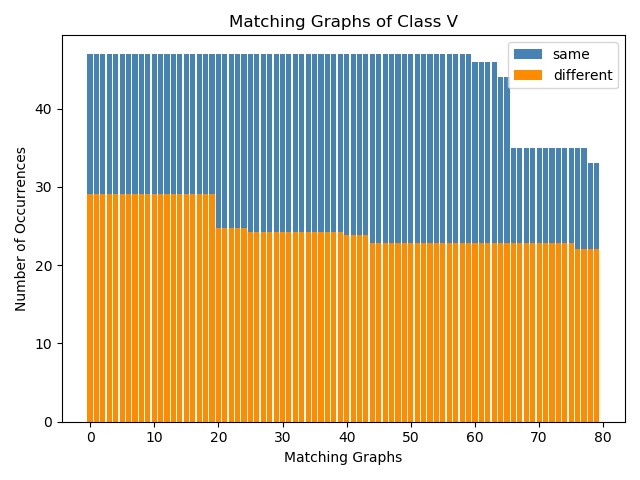 Matching Graphs of Class V
same
different
Number of Occurrences
40
30
20
10
0
0 10 20 30 40 50 60 70 80
Matching Graphs